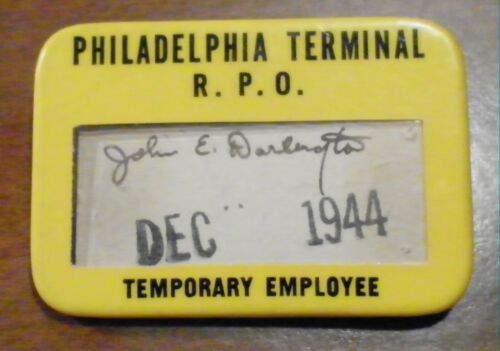 PHILADELPHIA TERMINAL
R. P. O.
John E. Darlington
DEC 1944
TEMPORARY EMPLOYEE